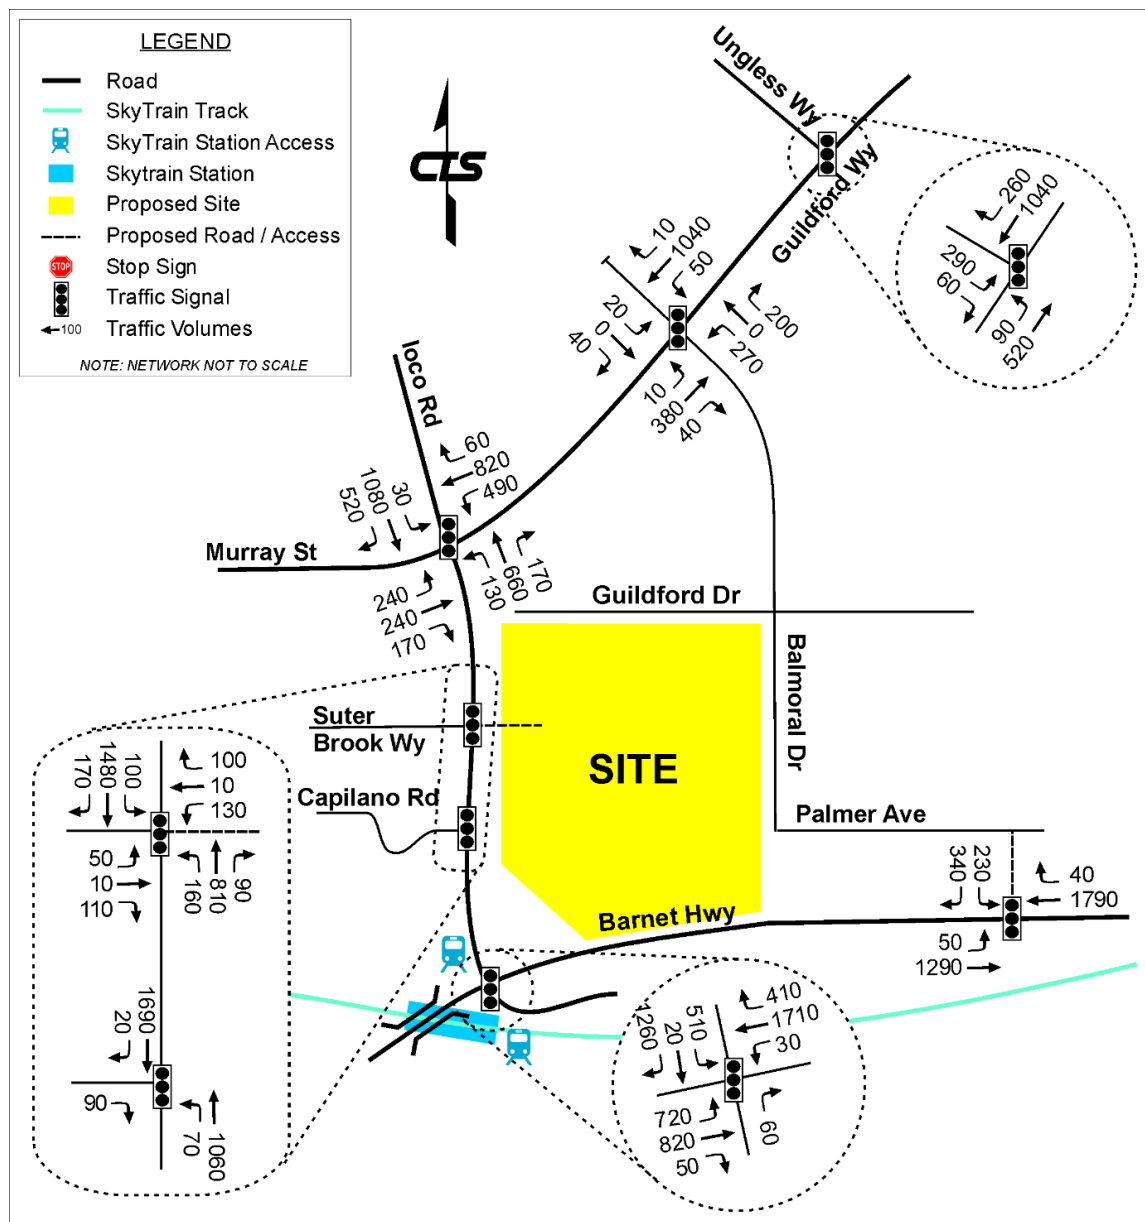 LEGEND
Road
SkyTrain Track
SkyTrain Station Access
Skytrain Station
Proposed Site
Proposed Road / Access
STOP
Stop Sign
Traffic Signal
100
Traffic Volumes
NOTE: NETWORK NOT TO SCALE
CTS
Ungless Wy
Guildford Wy
260
1040
290
60
90
520
10
1040
50
20
0
40
200
0
270
10
380
40
Ioco Rd
60
820
490
30
1080
520
Murray St
170
660
130
240
240
170
Guildford Dr
Balmoral Dr
Suter
Brook Wy
SITE
Capilano Rd
Palmer Ave
Barnet Hwy
230
340
40
1790
50
1290
100
1480
170
100
10
130
50
10
110
90
810
160
1690
20
90
1060
70
510
20
1260
410
1710
30
720
820
50
60